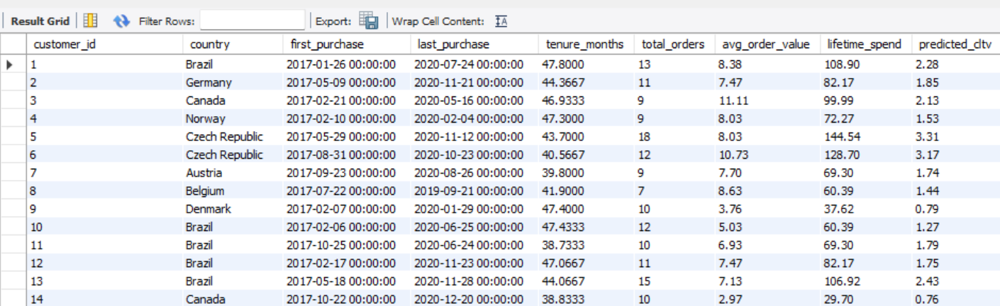 Result Grid Filter Rows: Export: Wrap Cell Content: IA
customer_id country first_purchase last_purchase tenure_months total_orders avg_order_value lifetime_spend predicted_cltv
1 Brazil 2017-01-26 00:00:00 2020-07-24 00:00:00 47.8000 13 8.38 108.90 2.28
2 Germany 2017-05-09 00:00:00 2020-11-21 00:00:00 44.3667 11 7.47 82.17 1.85
3 Canada 2017-02-21 00:00:00 2020-05-16 00:00:00 46.9333 9 11.11 99.99 2.13
4 Norway 2017-02-10 00:00:00 2020-02-04 00:00:00 47.3000 9 8.03 72.27 1.53
5 Czech Republic 2017-05-29 00:00:00 2020-11-12 00:00:00 43.7000 18 8.03 144.54 3.31
6 Czech Republic 2017-08-31 00:00:00 2020-10-23 00:00:00 40.5667 12 10.73 128.70 3.17
7 Austria 2017-09-23 00:00:00 2020-08-26 00:00:00 39.8000 9 7.70 69.30 1.74
8 Belgium 2017-07-22 00:00:00 2019-09-21 00:00:00 41.9000 7 8.63 60.39 1.44
9 Denmark 2017-02-07 00:00:00 2020-01-29 00:00:00 47.4000 10 3.76 37.62 0.79
10 Brazil 2017-02-06 00:00:00 2020-06-25 00:00:00 47.4333 12 5.03 60.39 1.27
11 Brazil 2017-10-25 00:00:00 2020-06-24 00:00:00 38.7333 10 6.93 69.30 1.79
12 Brazil 2017-02-17 00:00:00 2020-11-23 00:00:00 47.0667 11 7.47 82.17 1.75
13 Brazil 2017-05-18 00:00:00 2020-11-28 00:00:00 44.0667 15 7.13 106.92 2.43
14 Canada 2017-10-22 00:00:00 2020-12-20 00:00:00 38.8333 10 2.97 29.70 0.76